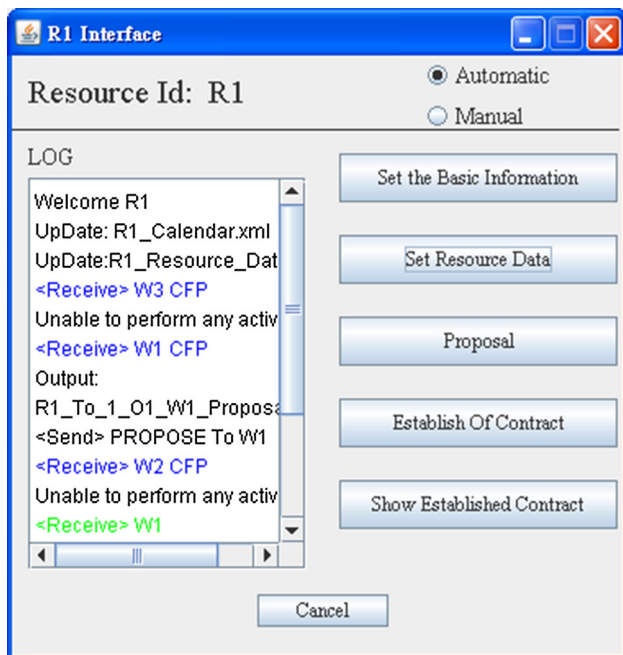 R1 Interface
Resource Id: R1
Automatic
Manual
LOG
Welcome R1
UpDate: R1_Calendar.xml
UpDate:R1_Resource_Dat
<Receive> W3 CFP
Unable to perform any activ
<Receive> W1 CFP
Output:
R1_To_1_O1_W1_Proposa
<Send> PROPOSE To W1
<Receive> W2 CFP
Unable to perform any activ
<Receive> W1
Set the Basic Information
Set Resource Data
Proposal
Establish Of Contract
Show Established Contract
Cancel